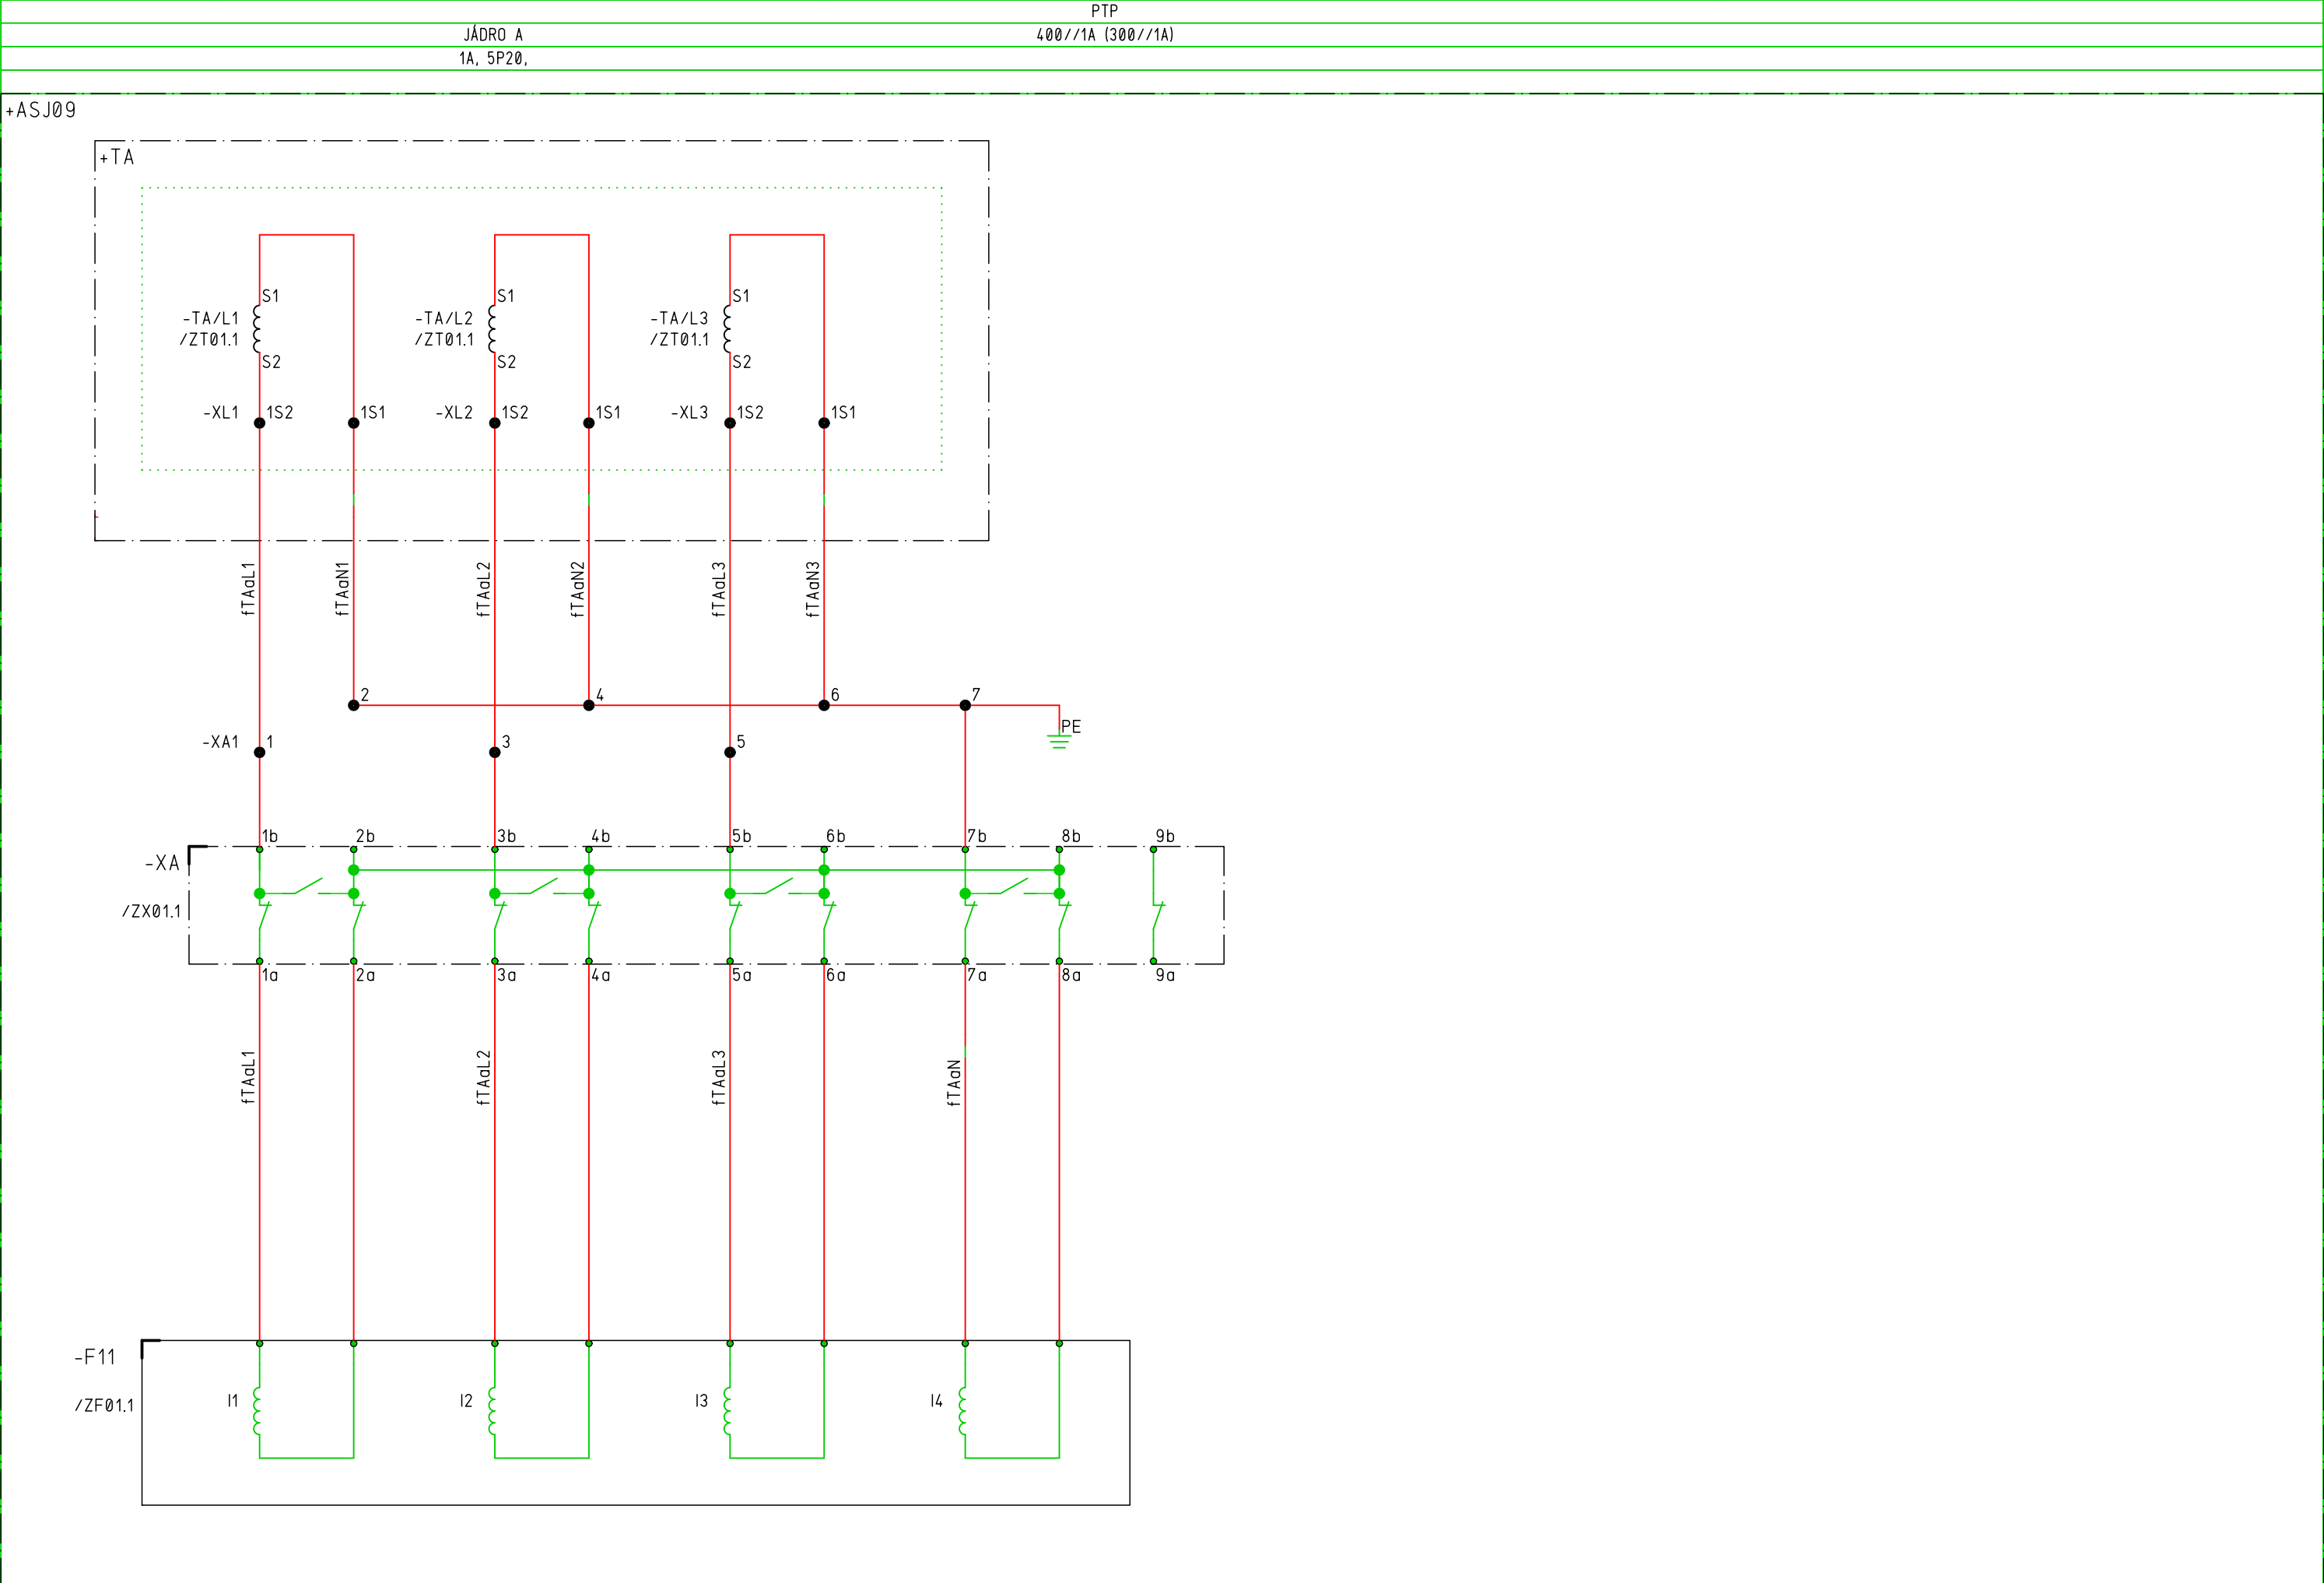 PTP
JÁDRO A 400//1A (300//1A)
1A, 5P20,
+ASJ09
+TA
S1 S1 S1
-TA/L1 -TA/L2 -TA/L3
/ZT01.1 /ZT01.1 /ZT01.1
S2 S2 S2
-XL1 1S2 1S1 -XL2 1S2 1S1 -XL3 1S2 1S1
fTAaL1 fTAaN1 fTAaL2 fTAaN2 fTAaL3 fTAaN3
2 4 6 7
PE
-XA1 1 3 5
1b 2b 3b 4b 5b 6b 7b 8b 9b
-XA
/ZX01.1
1a 2a 3a 4a 5a 6a 7a 8a 9a
fTAaL1 fTAaL2 fTAaL3 fTAaN
-F11
/ZF01.1 I1 I2 I3 I4